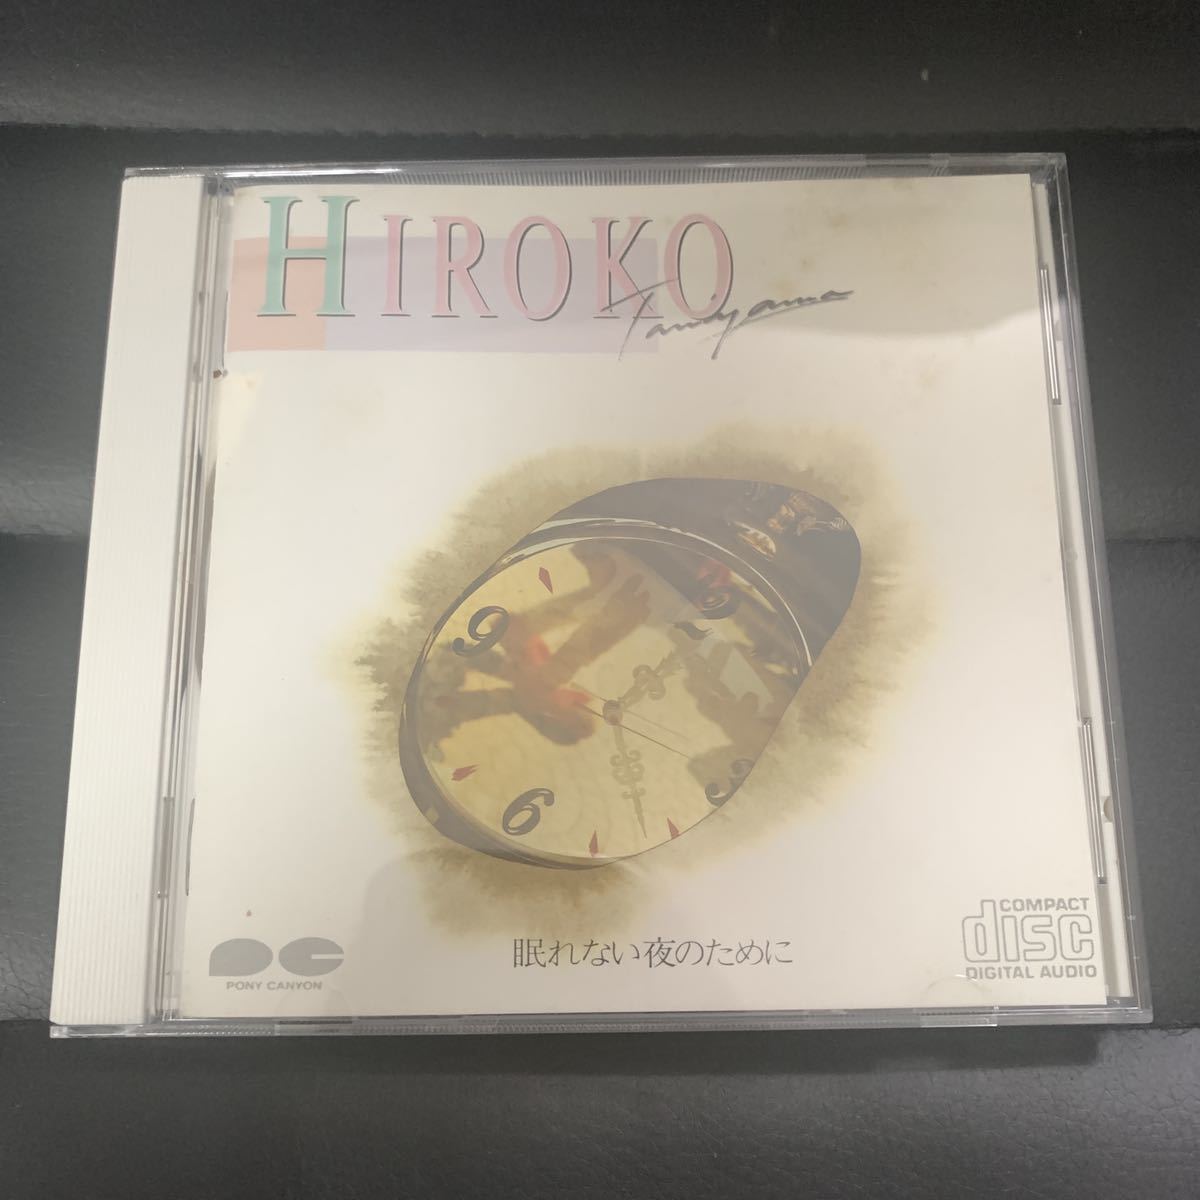 HIROKO
Taniyama
9
6
3
眠れない夜のために
PONY CANYON
COMPACT
disc
DIGITAL AUDIO